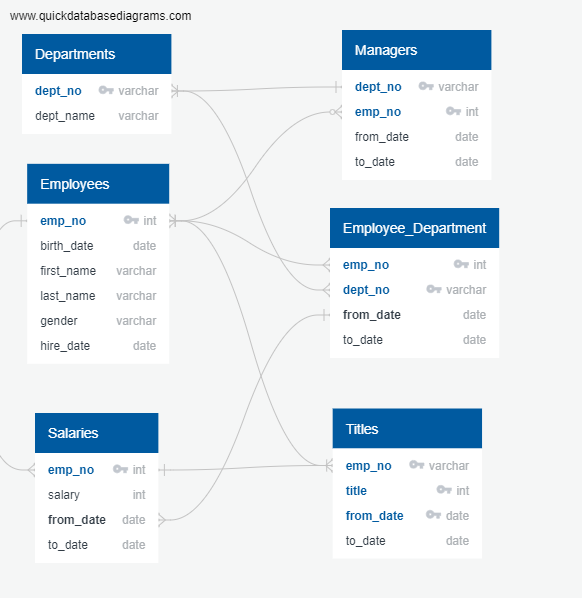 www.quickdatabasediagrams.com
Departments
dept_no varchar
dept_name varchar
Managers
dept_no varchar
emp_no int
from_date date
to_date date
Employees
emp_no int
birth_date date
first_name varchar
last_name varchar
gender varchar
hire_date date
Employee_Department
emp_no int
dept_no varchar
from_date date
to_date date
Salaries
emp_no int
salary int
from_date date
to_date date
Titles
emp_no varchar
title int
from_date date
to_date date